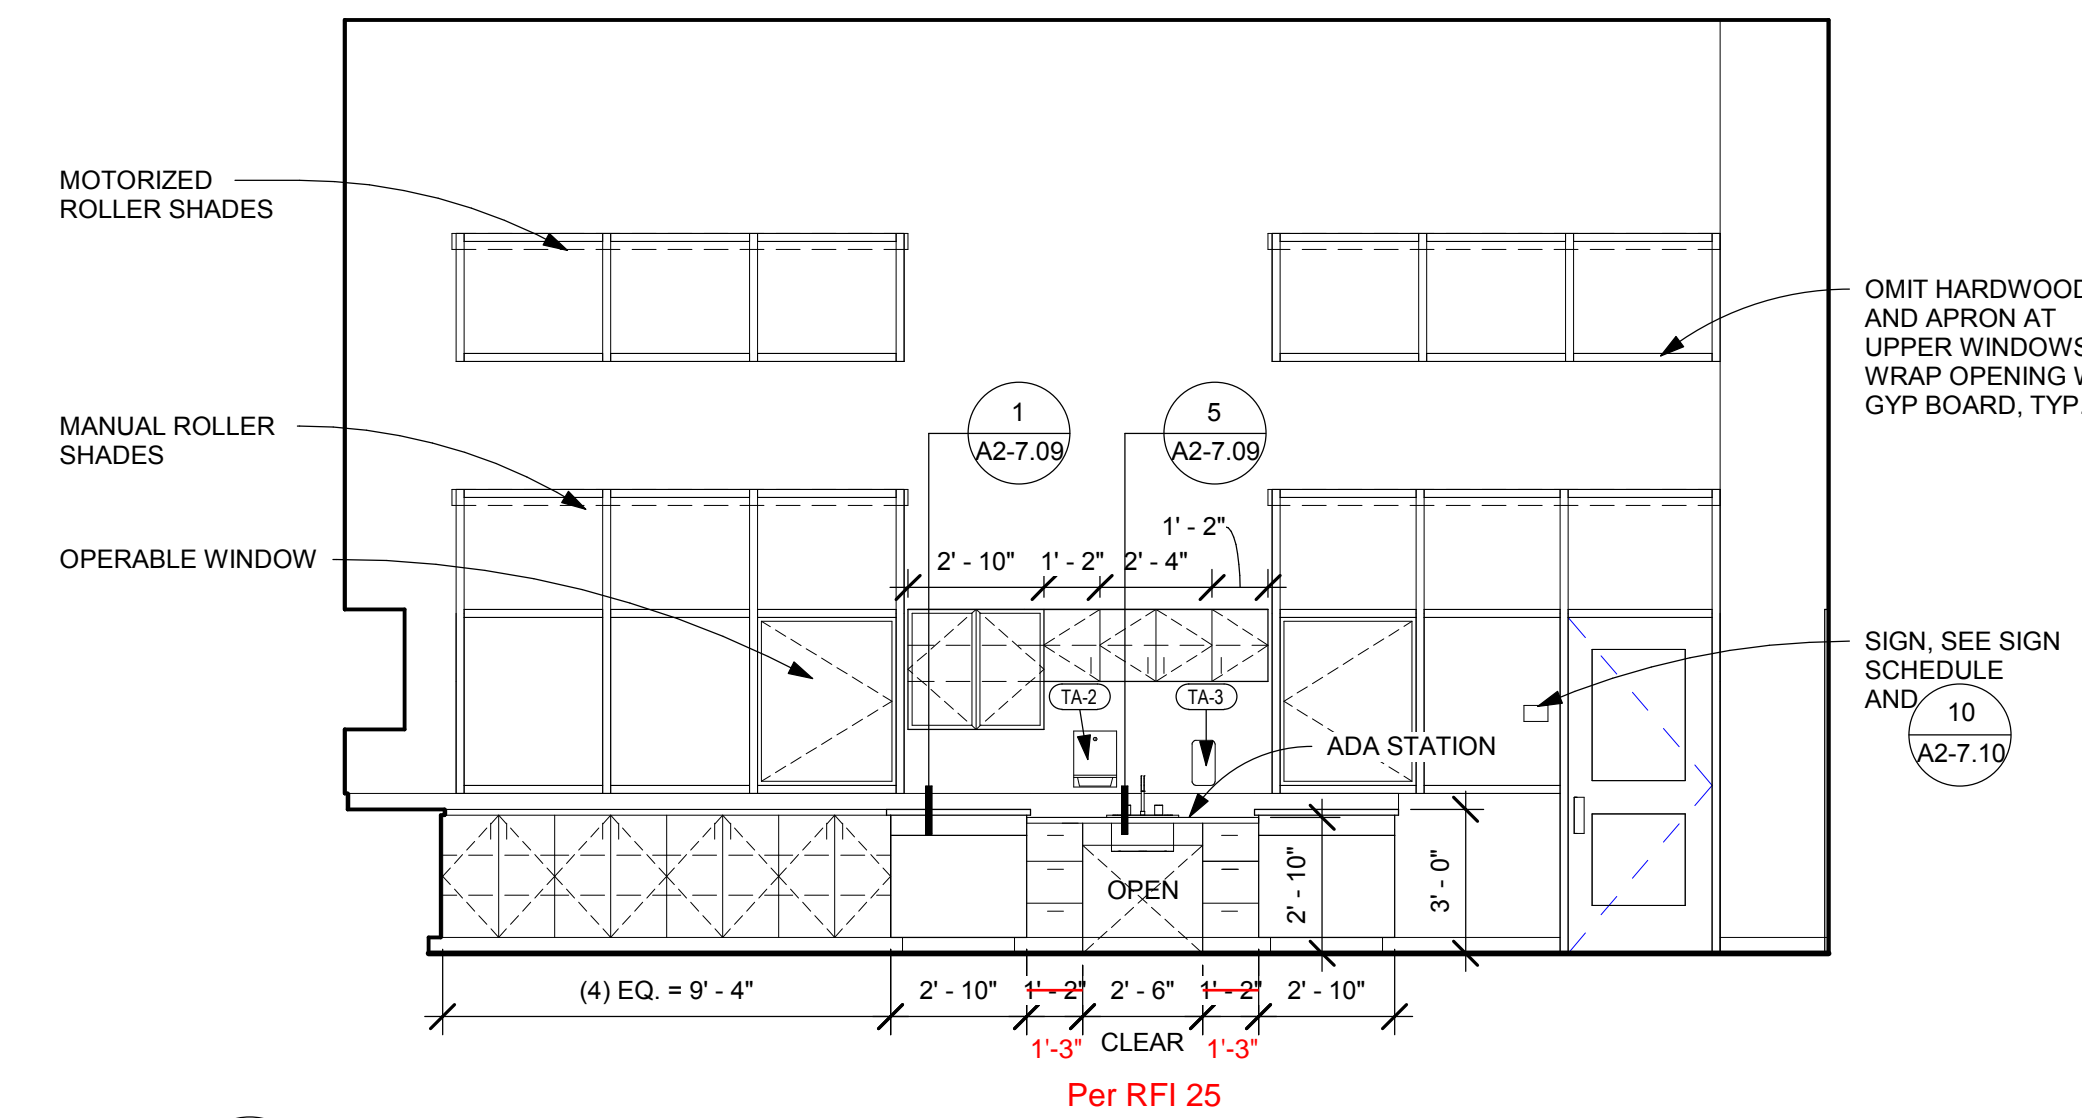 MOTORIZED
ROLLER SHADES
OMIT HARDWOOD
AND APRON AT
UPPER WINDOWS
WRAP OPENING W
GYP BOARD, TYP.
MANUAL ROLLER
SHADES
1
A2-7.09
5
A2-7.09
OPERABLE WINDOW
1' - 2"
2' - 10" 1' - 2" 2' - 4"
SIGN, SEE SIGN
SCHEDULE
AND
10
A2-7.10
TA-2
TA-3
ADA STATION
OPEN
2' - 10"
3' - 0"
(4) EQ. = 9' - 4" 2' - 10" 1' - 2" 2' - 6" 1' - 2" 2' - 10"
1'-3" CLEAR 1'-3"
Per RFI 25